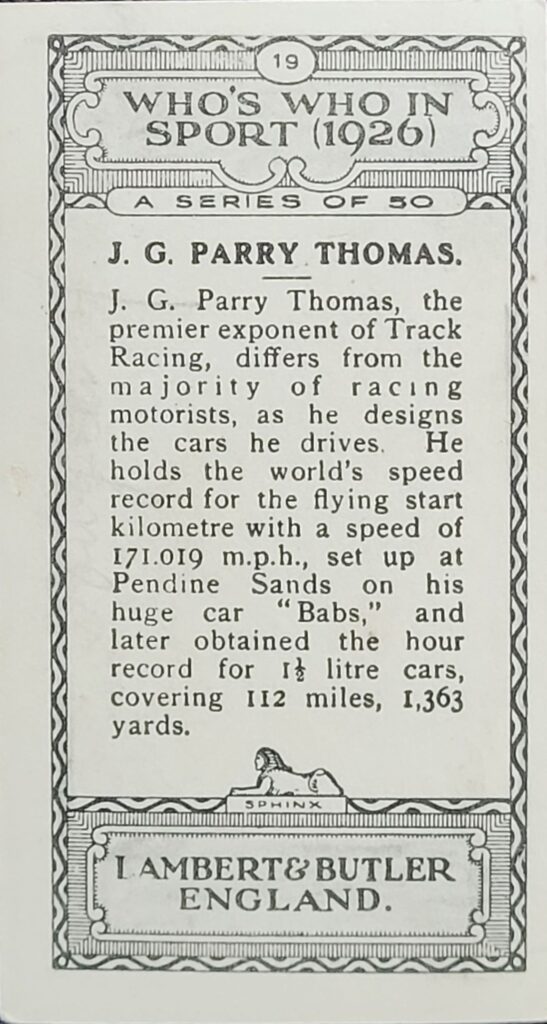 19
WHO'S WHO IN
SPORT (1926)
A SERIES OF 50
J. G. PARRY THOMAS.
J. G. Parry Thomas, the
premier exponent of Track
Racing, differs from the
majority of racing
motorists, as he designs
the cars he drives. He
holds the world's speed
record for the flying start
kilometre with a speed of
171.019 m.p.h., set up at
Pendine Sands on his
huge car "Babs," and
later obtained the hour
record for 1½ litre cars,
covering 112 miles, 1,363
yards.
SPHINX
LAMBERT & BUTLER
ENGLAND.